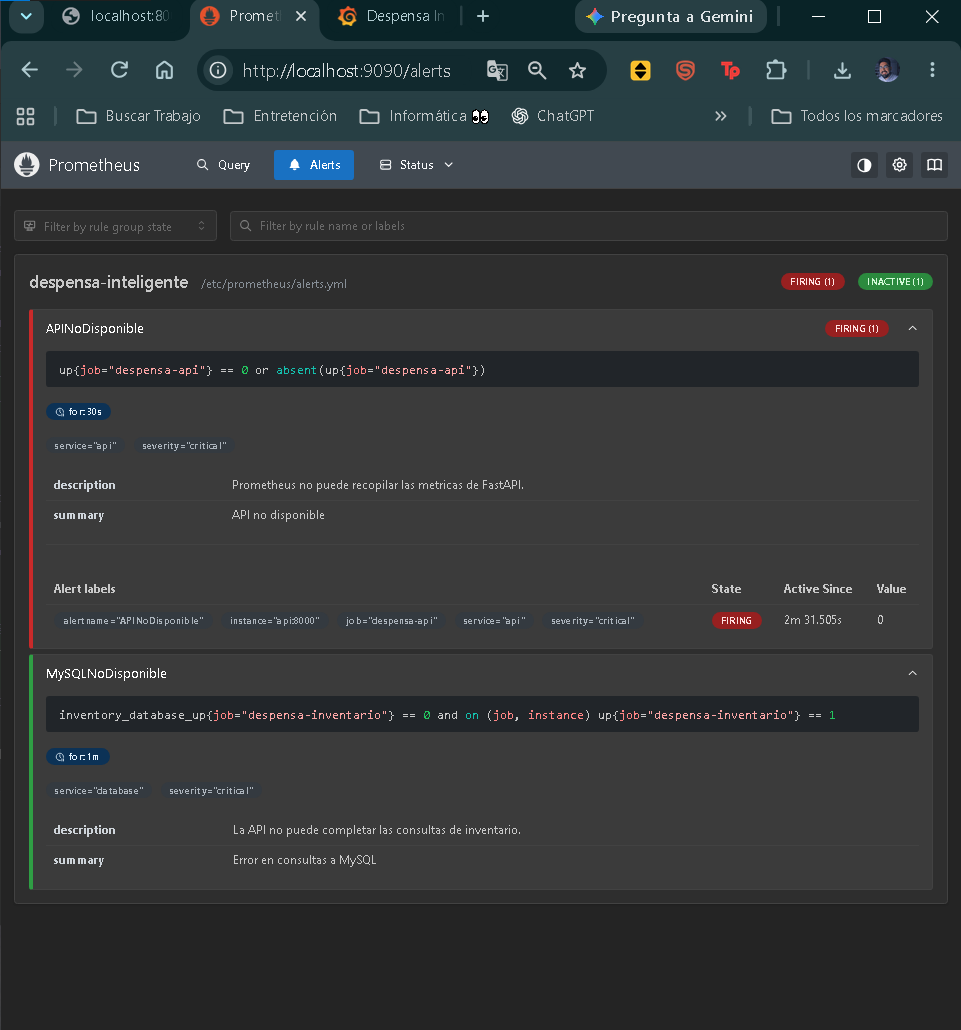 localhost:80
Promet
Despensa In
Pregunta a Gemini
http://localhost:9090/alerts
Buscar Trabajo
Entretención
Informática 👀
ChatGPT
Todos los marcadores
Prometheus
Query
Alerts
Status
Filter by rule group state
Filter by rule name or labels
despensa-inteligente
/etc/prometheus/alerts.yml
FIRING (1)
INACTIVE (1)
APINoDisponible
FIRING (1)
up{job="despensa-api"} == 0 or absent(up{job="despensa-api"})
for: 30s
service="api" severity="critical"
description Prometheus no puede recopilar las metricas de FastAPI.
summary API no disponible
Alert labels State Active Since Value
alertname="APINoDisponible" instance="api:8000" job="despensa-api" service="api" severity="critical" FIRING 2m 31.505s 0
MySQLNoDisponible
inventory_database_up{job="despensa-inventario"} == 0 and on (job, instance) up{job="despensa-inventario"} == 1
for: 1m
service="database" severity="critical"
description La API no puede completar las consultas de inventario.
summary Error en consultas a MySQL